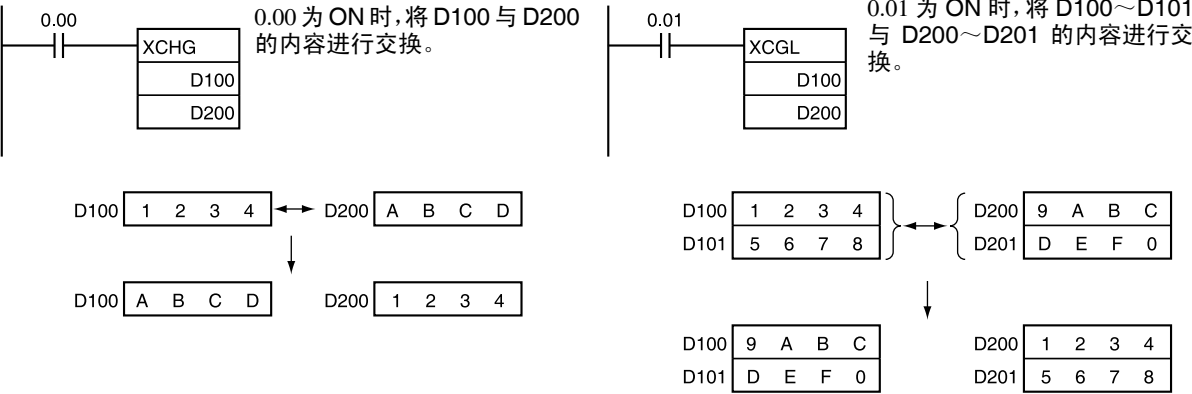 0.00
XCHG
D100
D200
0.00 为 ON 时，将 D100 与 D200
的内容进行交换。
D100 1 2 3 4 D200 A B C D
D100 A B C D D200 1 2 3 4
0.01
XCGL
D100
D200
0.01 为 ON 时，将 D100～D101
与 D200～D201 的内容进行交
换。
D100 1 2 3 4 D200 9 A B C
D101 5 6 7 8 D201 D E F 0
D100 9 A B C D200 1 2 3 4
D101 D E F 0 D201 5 6 7 8